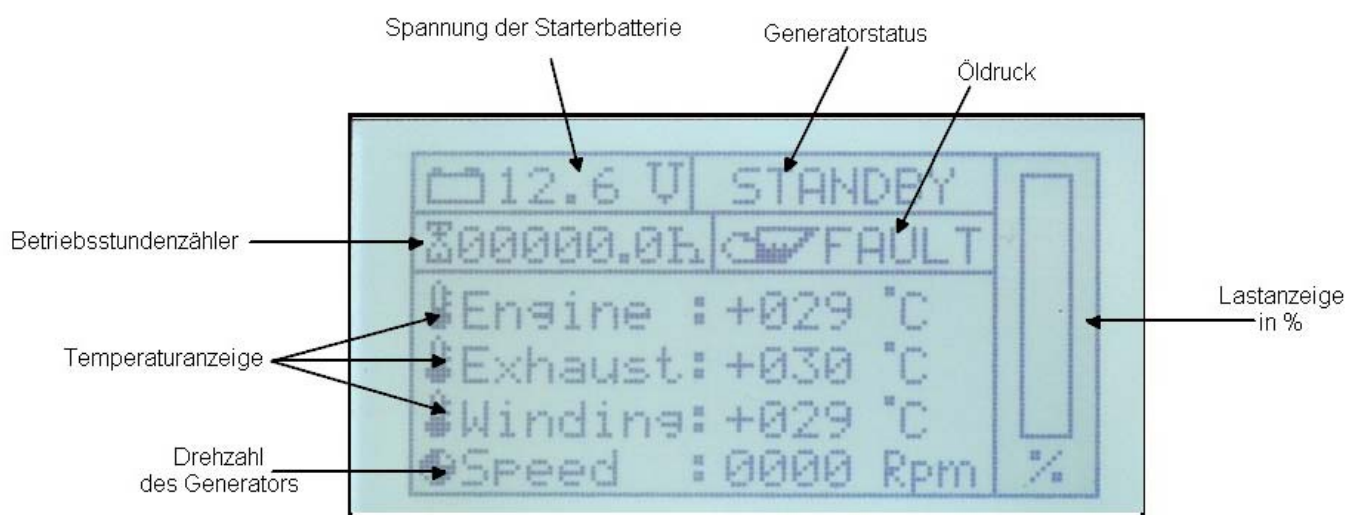 Spannung der Starterbatterie
Generatorstatus
Öldruck
12.6 V
STANDBY
Betriebsstundenzähler
00000.0h
FAULT
Engine : +029 °C
Lastanzeige
in %
Temperaturanzeige
Exhaust: +030 °C
Winding: +029 °C
Drehzahl
des Generators
Speed : 0000 Rpm
%